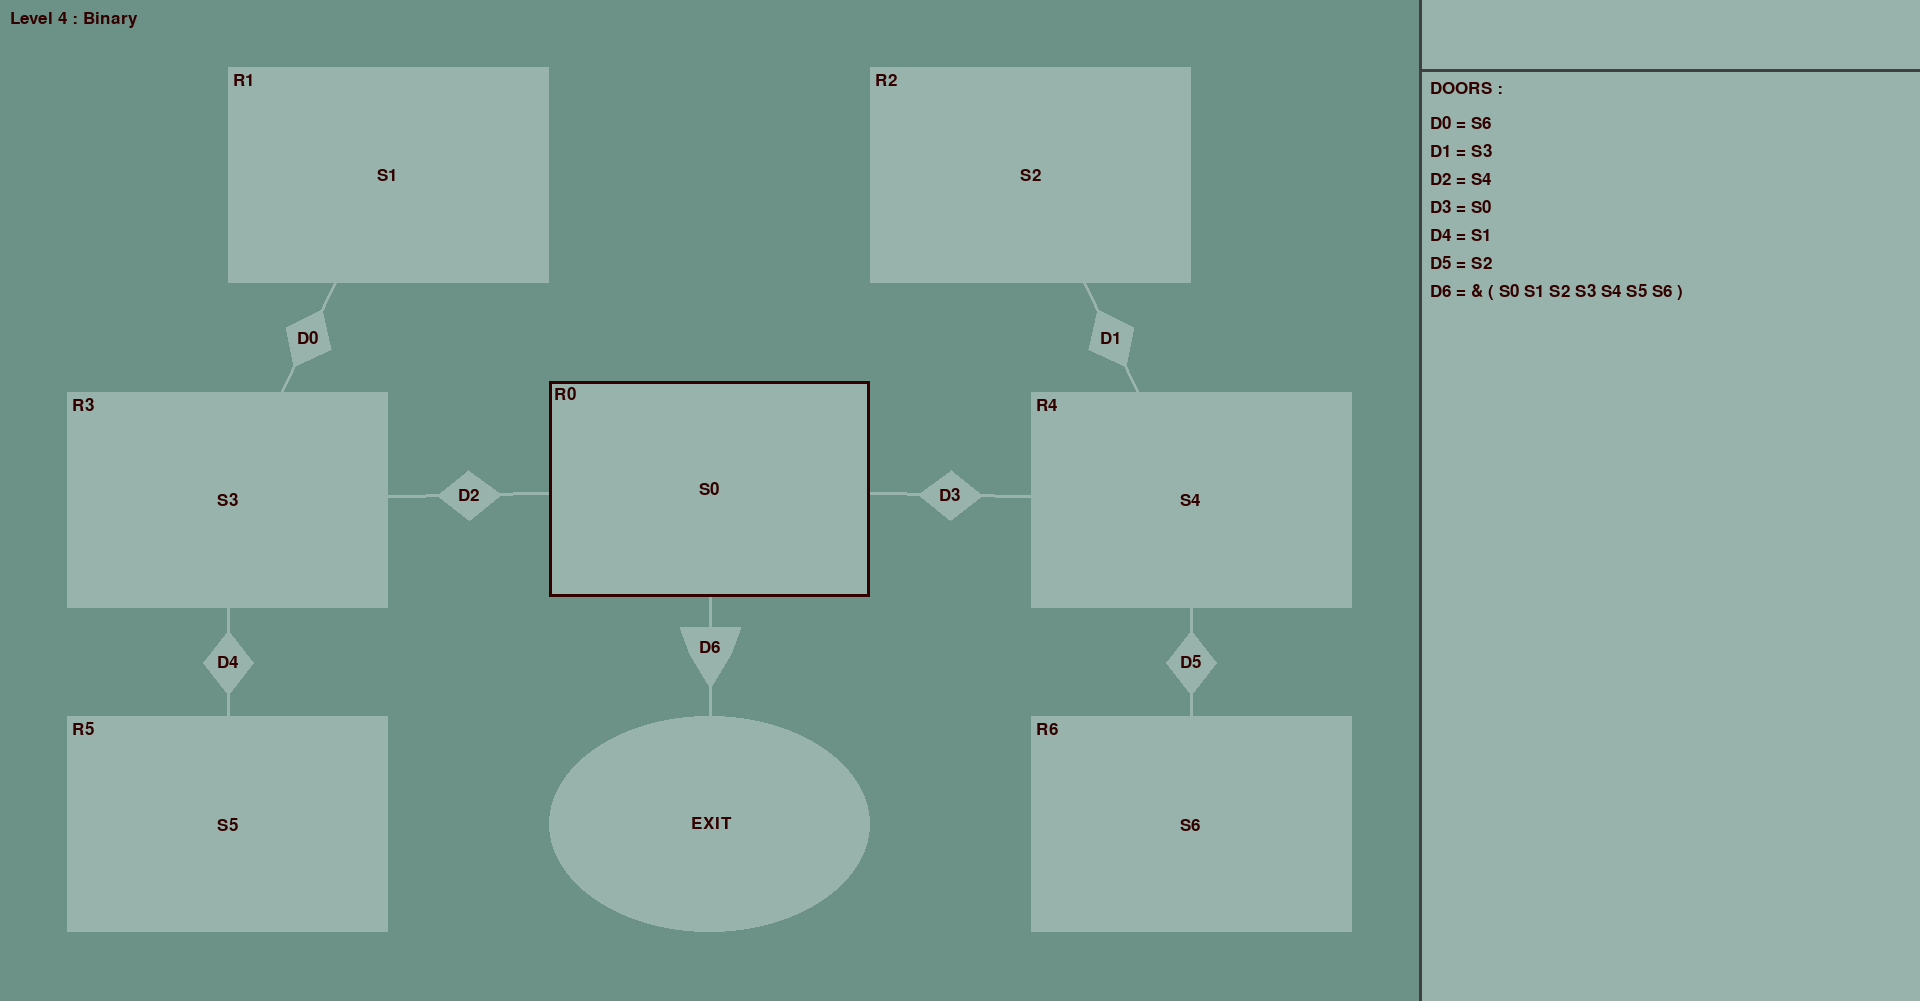 Level 4 : Binary
R1
S1
R2
S2
D0
D1
R3
S3
D2
R0
S0
D3
R4
S4
D4
D6
D5
R5
S5
EXIT
R6
S6
DOORS :
D0 = S6
D1 = S3
D2 = S4
D3 = S0
D4 = S1
D5 = S2
D6 = & ( S0 S1 S2 S3 S4 S5 S6 )